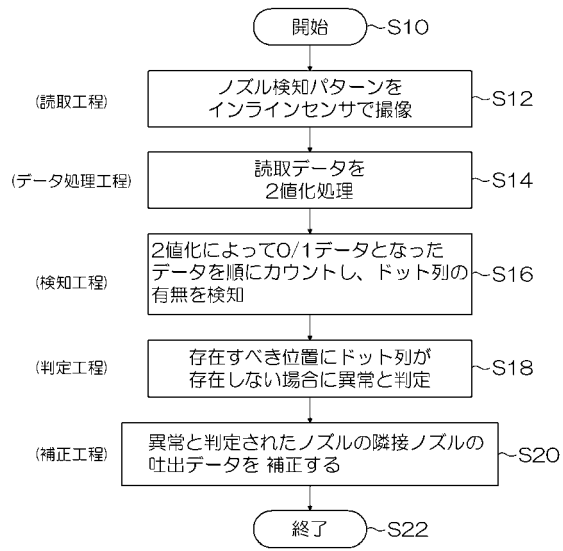 開始 S10
(読取工程)
ノズル検知パターンを
インラインセンサで撮像 S12
(データ処理工程)
読取データを
2値化処理 S14
(検知工程)
2値化によって0/1データとなった
データを順にカウントし、ドット列の
有無を検知 S16
(判定工程)
存在すべき位置にドット列が
存在しない場合に異常と判定 S18
(補正工程)
異常と判定されたノズルの隣接ノズルの
吐出データを 補正する S20
終了 S22